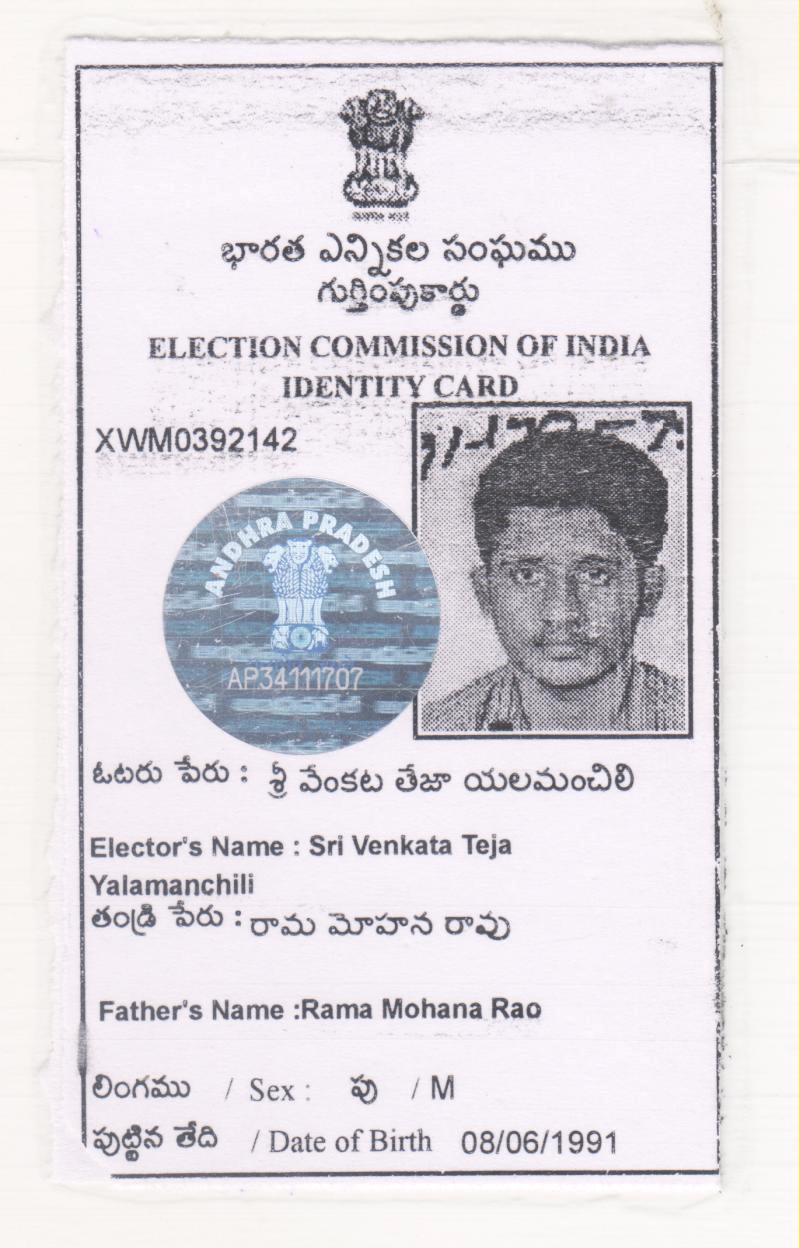 భారత ఎన్నికల సంఘము
గుర్తింపుకార్డు
ELECTION COMMISSION OF INDIA
IDENTITY CARD
XWM0392142
ANDHRA PRADESH
AP34111707
ఓటరు పేరు : శ్రీ వేంకట తేజా యలమంచిలి
Elector's Name : Sri Venkata Teja
Yalamanchili
తండ్రి పేరు : రామ మోహన రావు
Father's Name :Rama Mohana Rao
లింగము / Sex : పు / M
పుట్టిన తేది / Date of Birth 08/06/1991